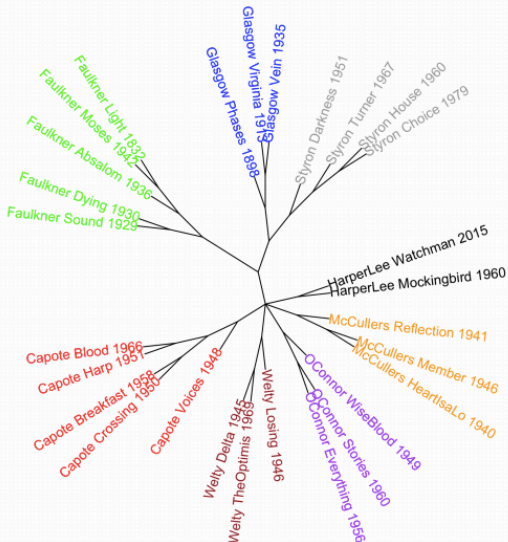 Glasgow Phases 1898
Glasgow Virginia 1913
Glasgow Vein 1935
Styron Darkness 1951
Styron Turner 1967
Styron House 1960
Styron Choice 1979
HarperLee Watchman 2015
HarperLee Mockingbird 1960
McCullers Reflection 1941
McCullers Member 1946
McCullers HeartIsaLo 1940
OConnor WiseBlood 1949
OConnor Stories 1960
OConnor Everything 1956
Welty Losing 1946
Welty TheOptimis 1969
Welty Delta 1945
Capote Voices 1948
Capote Crossing 1950
Capote Breakfast 1958
Capote Harp 1951
Capote Blood 1966
Faulkner Sound 1929
Faulkner Dying 1930
Faulkner Absalom 1936
Faulkner Moses 1942
Faulkner Light 1832